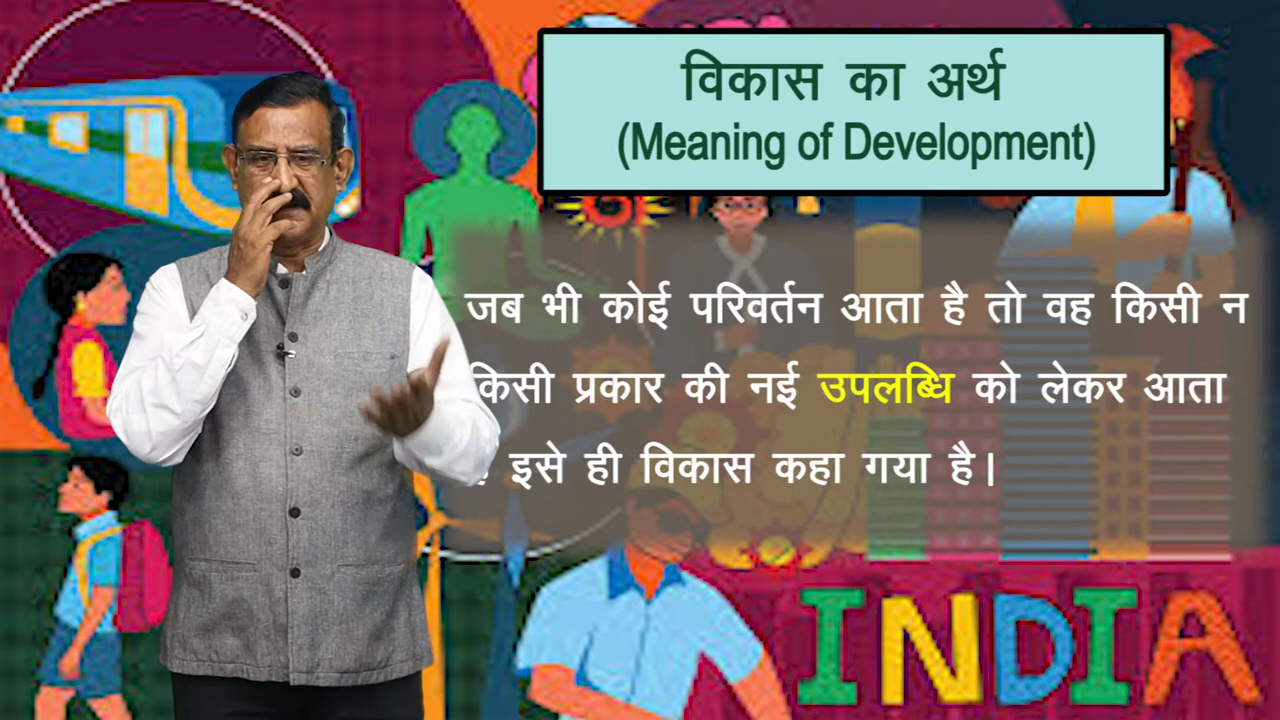 विकास का अर्थ
(Meaning of Development)
जब भी कोई परिवर्तन आता है तो वह किसी न
किसी प्रकार की नई उपलब्धि को लेकर आता
इसे ही विकास कहा गया है।
INDIA